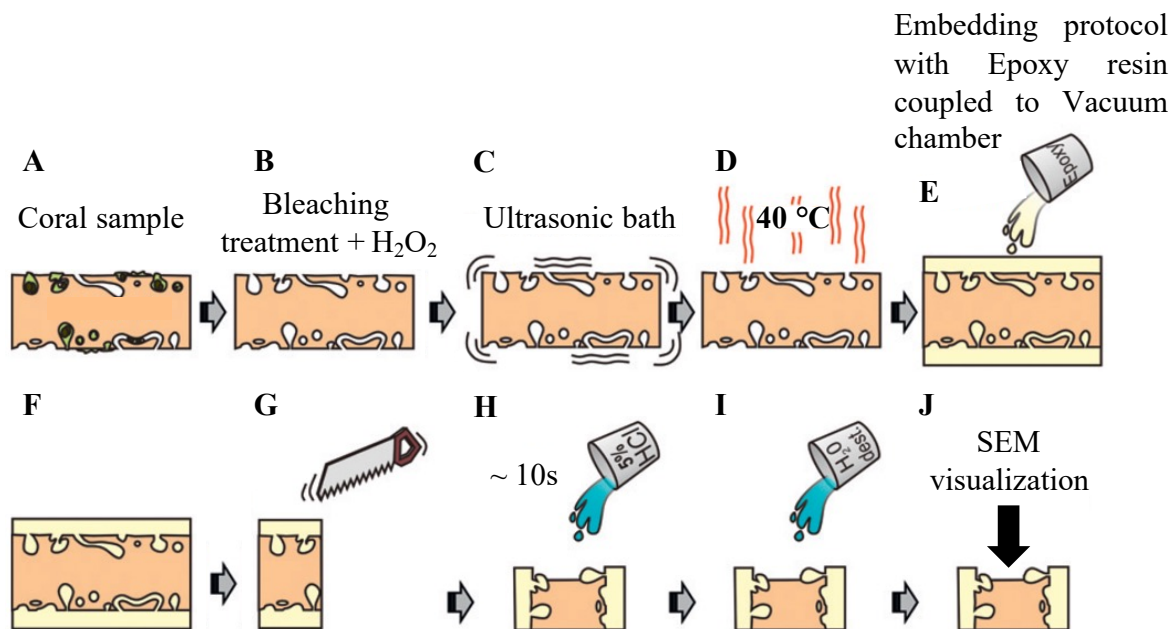 Embedding protocol
with Epoxy resin
coupled to Vacuum
chamber
A
B
C
D
E
Coral sample
Bleaching
treatment + H₂O₂
Ultrasonic bath
40 °C
Epoxy
F
G
H
I
J
~ 10s
5%
HCl
H₂O
dest.
SEM
visualization